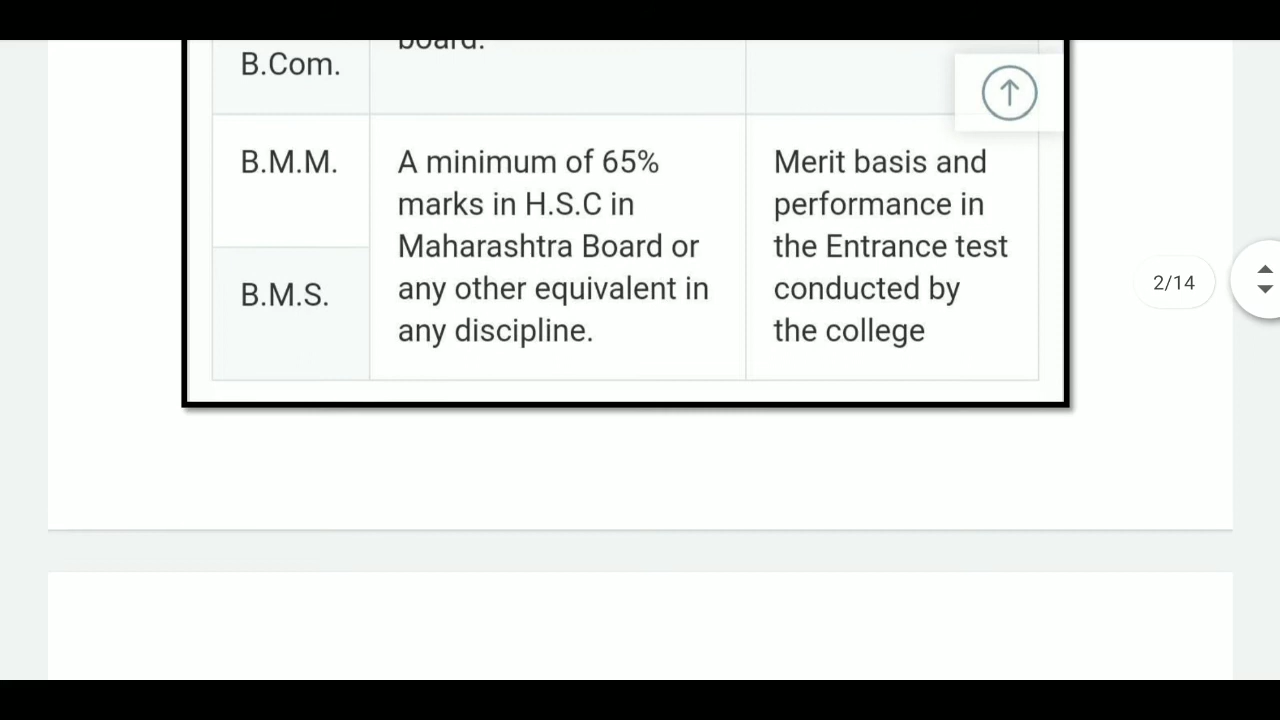 board.
B.Com.
B.M.M.
A minimum of 65%
marks in H.S.C in
Maharashtra Board or
any other equivalent in
any discipline.
Merit basis and
performance in
the Entrance test
conducted by
the college
B.M.S.
2/14